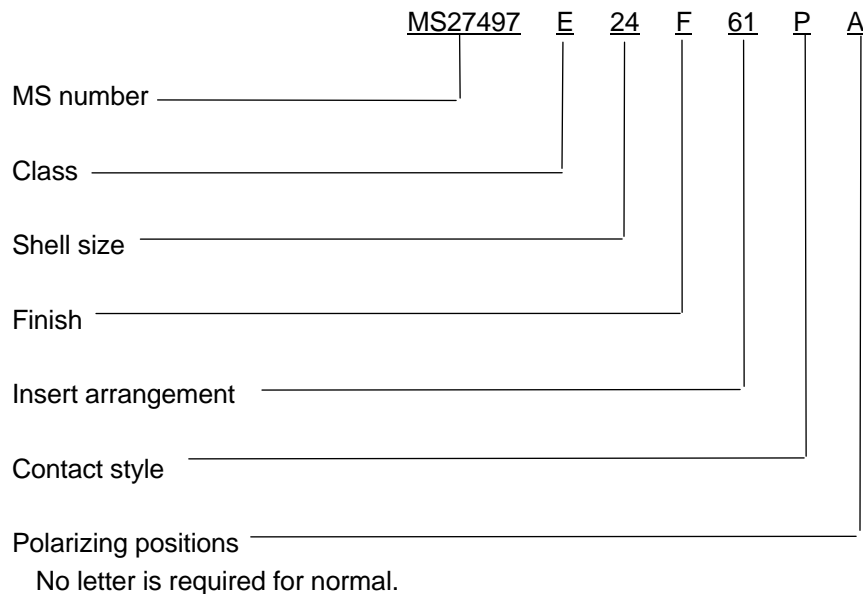 MS27497 E 24 F 61 P A
MS number
Class
Shell size
Finish
Insert arrangement
Contact style
Polarizing positions
No letter is required for normal.